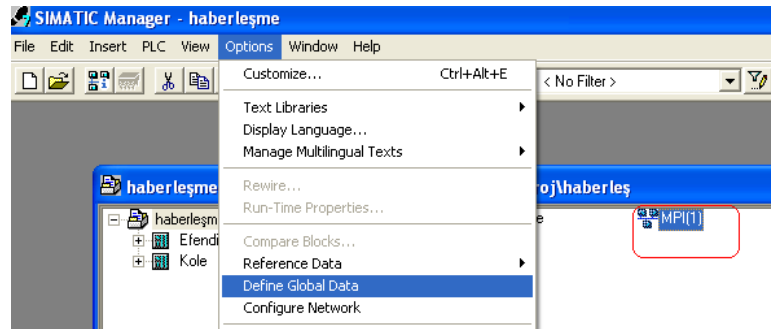 SIMATIC Manager - haberleşme
File Edit Insert PLC View Options Window Help
Customize... Ctrl+Alt+E
< No Filter >
Text Libraries
Display Language...
Manage Multilingual Texts
haberleşme
roj\haberleş
Rewire...
Run-Time Properties...
haberleşm
e
MPI(1)
Efendi
Compare Blocks...
Kole
Reference Data
Define Global Data
Configure Network